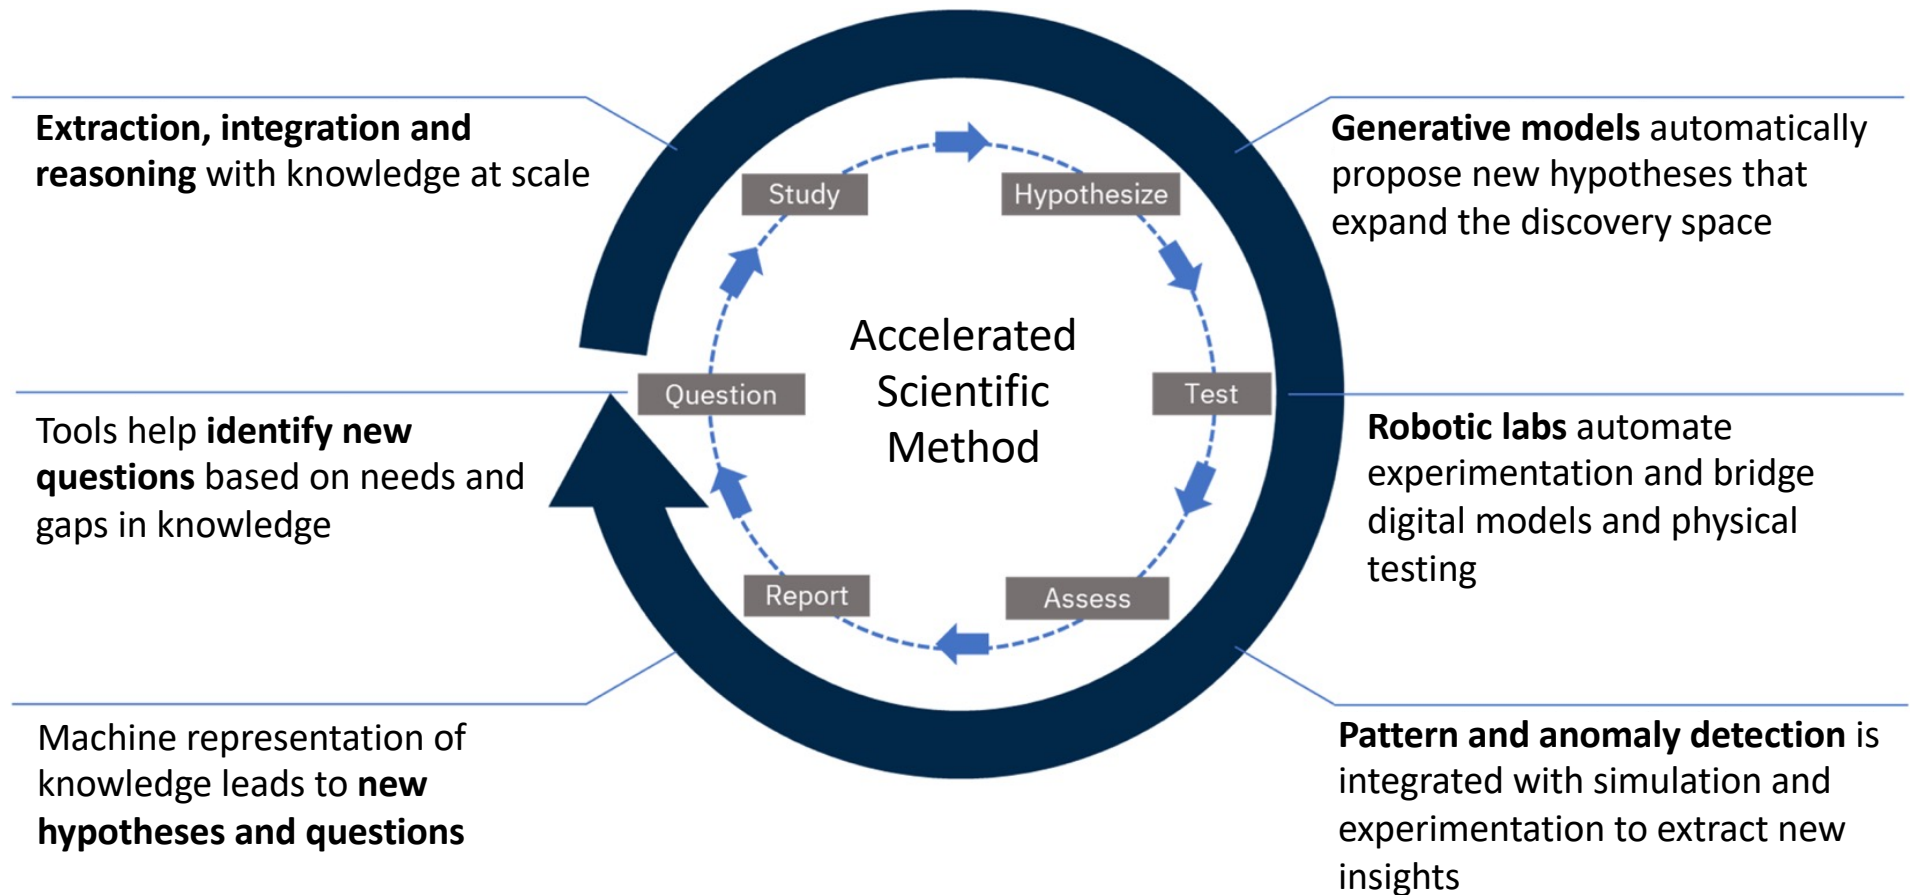 Extraction, integration and
reasoning with knowledge at scale
Generative models automatically
propose new hypotheses that
expand the discovery space
Study
Hypothesize
Accelerated
Scientific
Method
Question
Test
Tools help identify new
questions based on needs and
gaps in knowledge
Robotic labs automate
experimentation and bridge
digital models and physical
testing
Report
Assess
Machine representation of
knowledge leads to new
hypotheses and questions
Pattern and anomaly detection is
integrated with simulation and
experimentation to extract new
insights